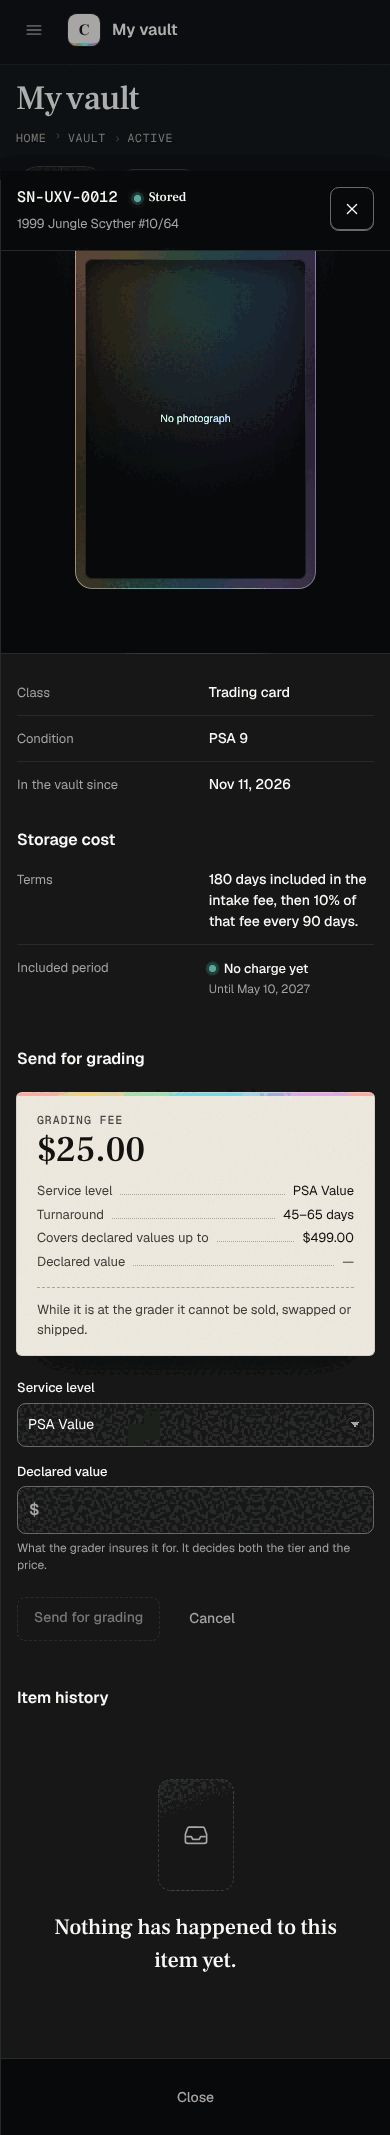 C My vault
My vault
HOME › VAULT › ACTIVE
SN-UXV-0012 Stored
1999 Jungle Scyther #10/64
No photograph
Class Trading card
Condition PSA 9
In the vault since Nov 11, 2026
Storage cost
Terms 180 days included in the
intake fee, then 10% of
that fee every 90 days.
Included period No charge yet
Until May 10, 2027
Send for grading
GRADING FEE
$25.00
Service level PSA Value
Turnaround 45–65 days
Covers declared values up to $499.00
Declared value —
While it is at the grader it cannot be sold, swapped or
shipped.
Service level
PSA Value
Declared value
$
What the grader insures it for. It decides both the tier and the
price.
Send for grading Cancel
Item history
Nothing has happened to this
item yet.
Close